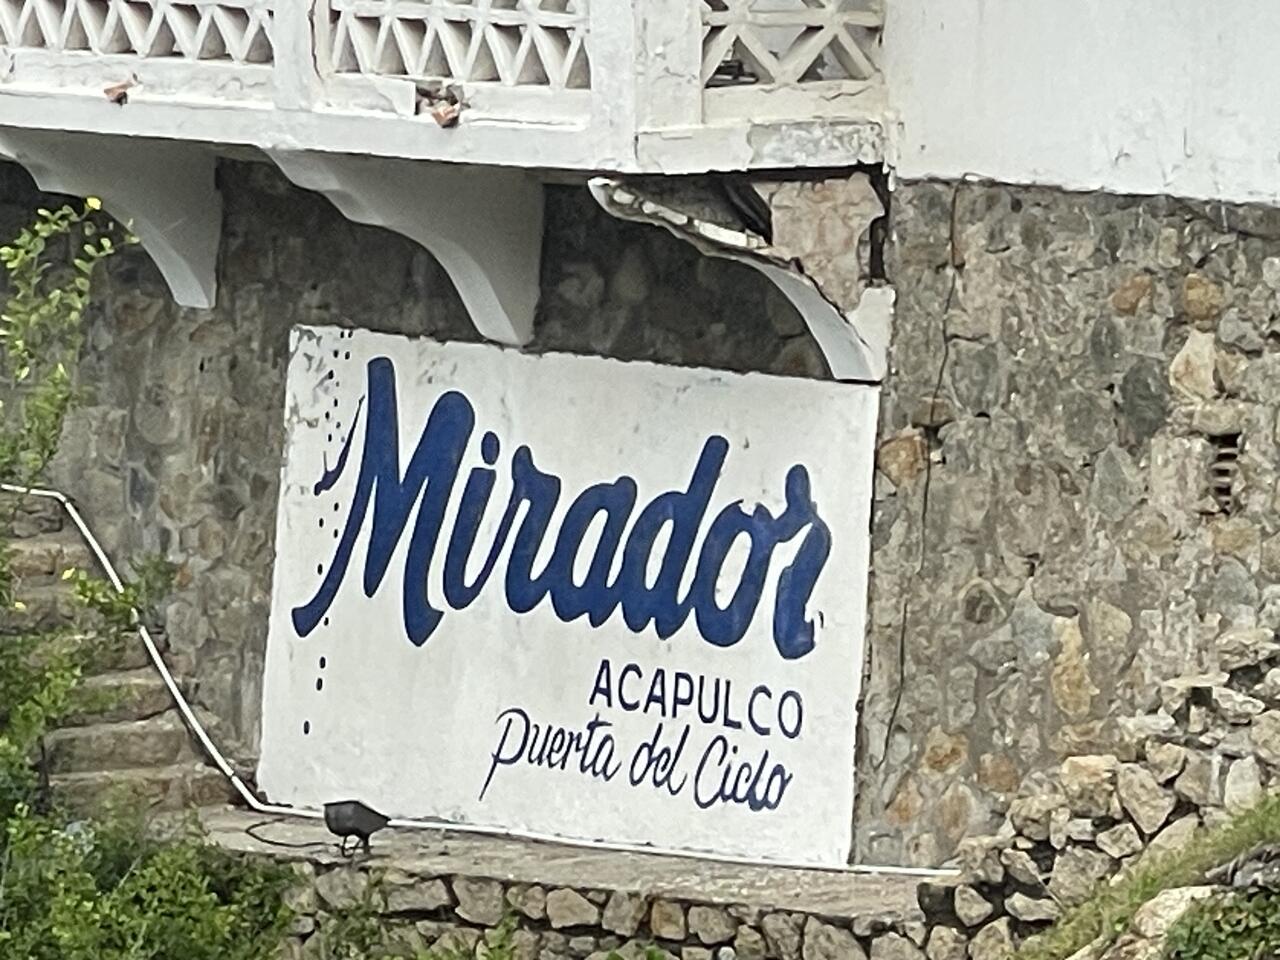 Mirador
ACAPULCO
Puerta del Cielo